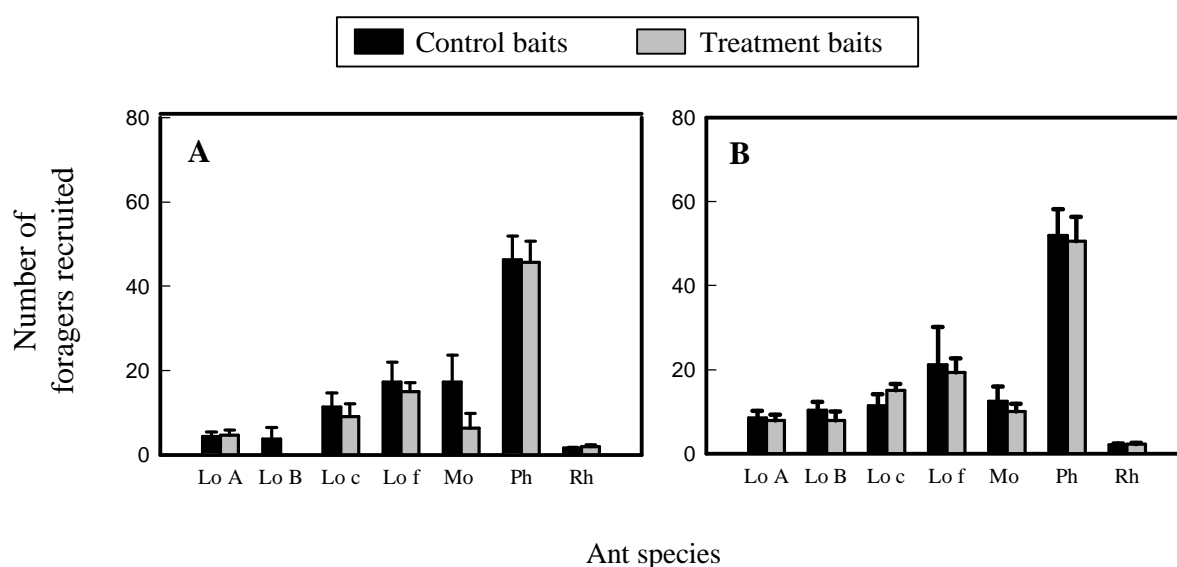 Control baits Treatment baits
Number of
foragers recruited
A
80
60
40
20
0
Lo A Lo B Lo c Lo f Mo Ph Rh
B
80
60
40
20
0
Lo A Lo B Lo c Lo f Mo Ph Rh
Ant species